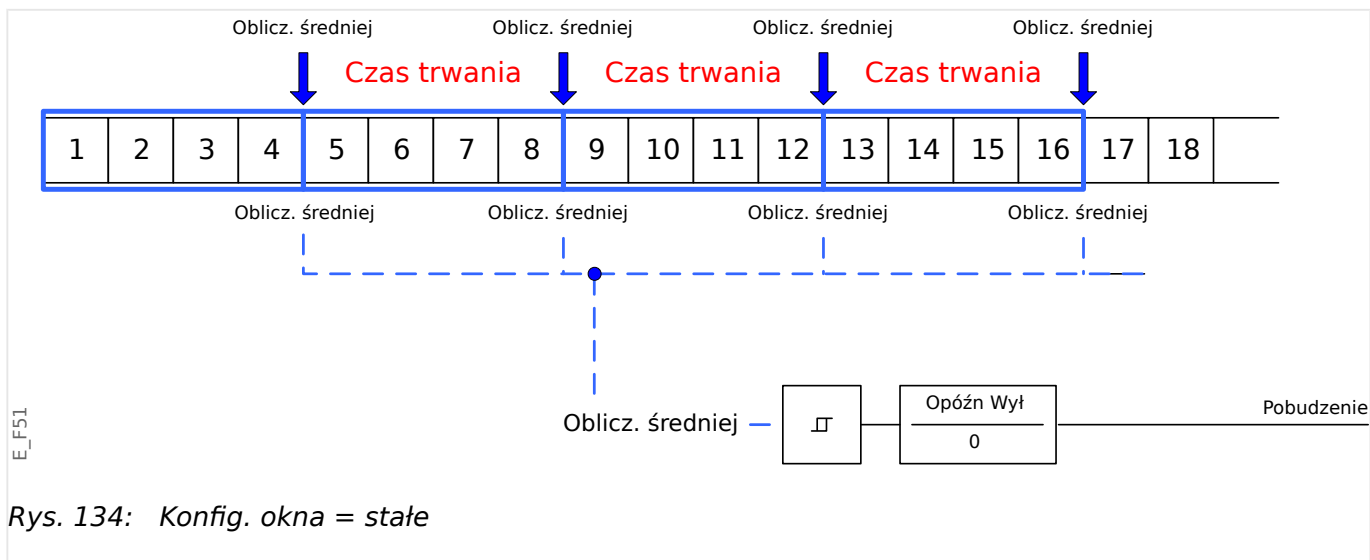 Oblicz. średniej Oblicz. średniej Oblicz. średniej Oblicz. średniej
Czas trwania Czas trwania Czas trwania
1 2 3 4 5 6 7 8 9 10 11 12 13 14 15 16 17 18
Oblicz. średniej Oblicz. średniej Oblicz. średniej Oblicz. średniej
Opóźn Wył
Pobudzenie
Oblicz. średniej
0
E_F51
Rys. 134: Konfig. okna = stałe